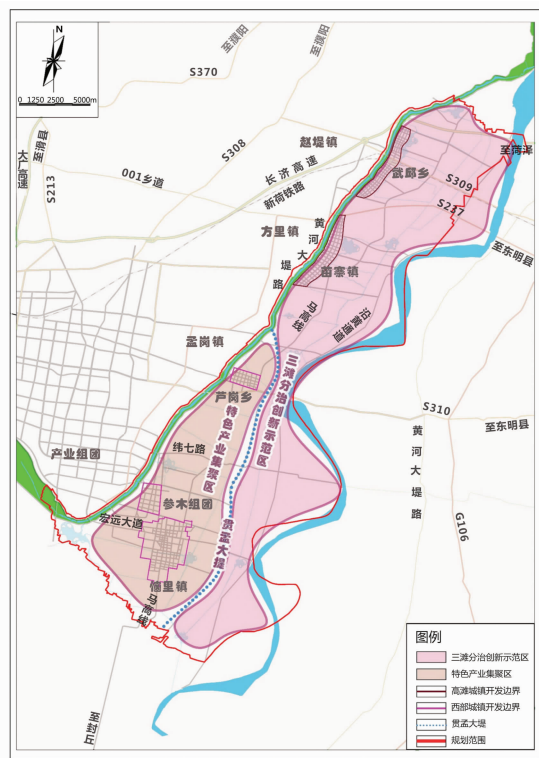 N
0 1250 2500 5000m
至濮阳
至濮阳
S370
赵堤镇
至菏泽
大广高速
至滑县
S213
S308
001乡道
长济高速
新荷铁路
武邱乡
S309
S227
方里镇
黄河大堤路
苗寨镇
至东明县
马高线
沿黄通道
孟岗镇
三滩分治创新示范区
芦岗乡
特色产业集聚区
S310
至东明县
黄河大堤路
产业组团
纬七路
参木组团
宏远大道
贯孟大堤
G106
恼里镇
马高线
至封丘
图例
三滩分治创新示范区
特色产业集聚区
高滩城镇开发边界
西部城镇开发边界
贯孟大堤
规划范围